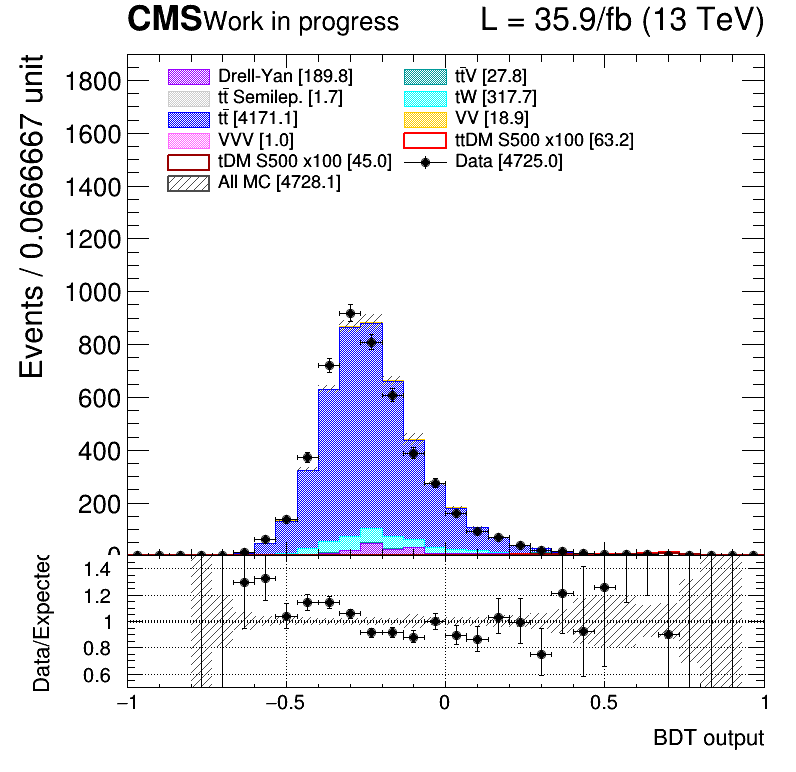 CMS Work in progress L = 35.9/fb (13 TeV)
Events / 0.0666667 unit
1800
1600
1400
1200
1000
800
600
400
200
0
Drell-Yan [189.8]
tt̄ Semilep. [1.7]
tt̄ [4171.1]
VVV [1.0]
tDM S500 x100 [45.0]
All MC [4728.1]
tt̄V [27.8]
tW [317.7]
VV [18.9]
ttDM S500 x100 [63.2]
Data [4725.0]
Data/Expected
1.4
1.2
1
0.8
0.6
−1 −0.5 0 0.5 1
BDT output